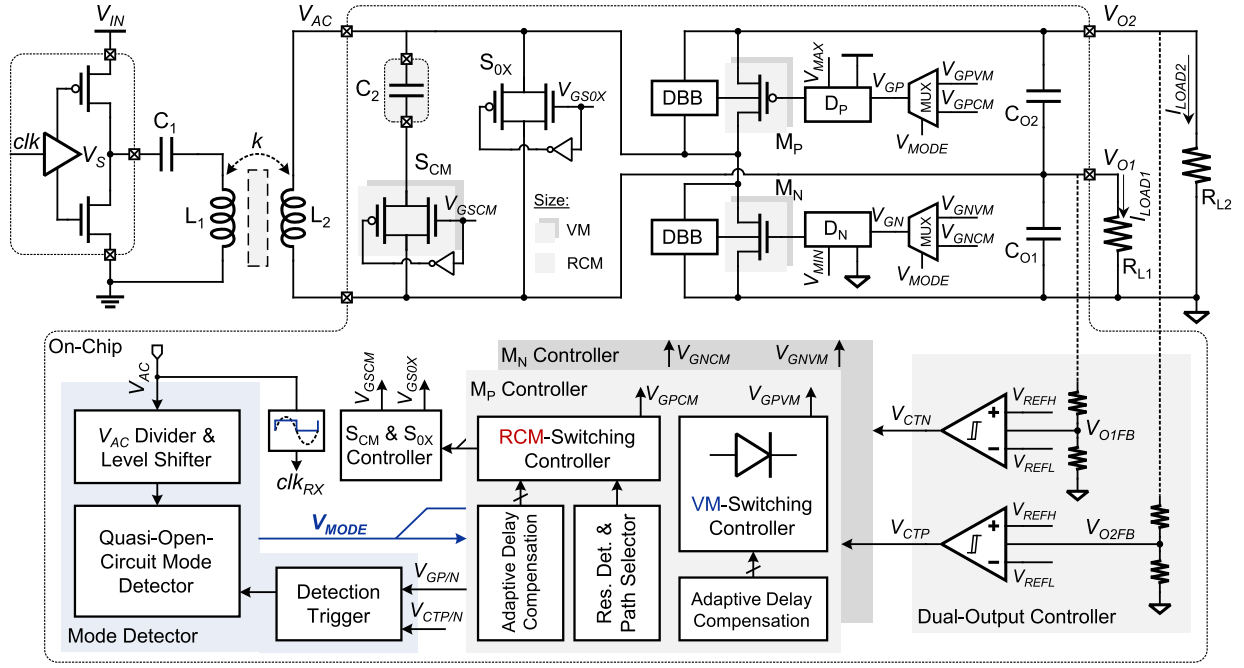 V_IN
V_AC
V_O2
clk
V_S
C_1
k
L_1
L_2
C_2
S_CM
V_GSCM
S_0X
V_GS0X
Size:
VM
RCM
DBB
M_P
V_MAX
D_P
V_GP
MUX
V_GPVM
V_GPCM
V_MODE
C_O2
I_LOAD2
R_L2
V_O1
I_LOAD1
R_L1
DBB
M_N
D_N
V_MIN
V_GN
MUX
V_GNVM
V_GNCM
V_MODE
C_O1
On-Chip
V_AC
V_AC Divider &
Level Shifter
Quasi-Open-
Circuit Mode
Detector
Mode Detector
clk_RX
V_MODE
Detection
Trigger
V_GP/N
V_CTP/N
V_GSCM
V_GS0X
S_CM & S_0X
Controller
M_N Controller
V_GNCM
V_GNVM
M_P Controller
V_GPCM
V_GPVM
RCM-Switching
Controller
Adaptive Delay
Compensation
Res. Det. &
Path Selector
VM-Switching
Controller
Adaptive Delay
Compensation
V_CTN
V_REFH
V_REFL
V_O1FB
V_CTP
V_REFH
V_REFL
V_O2FB
Dual-Output Controller